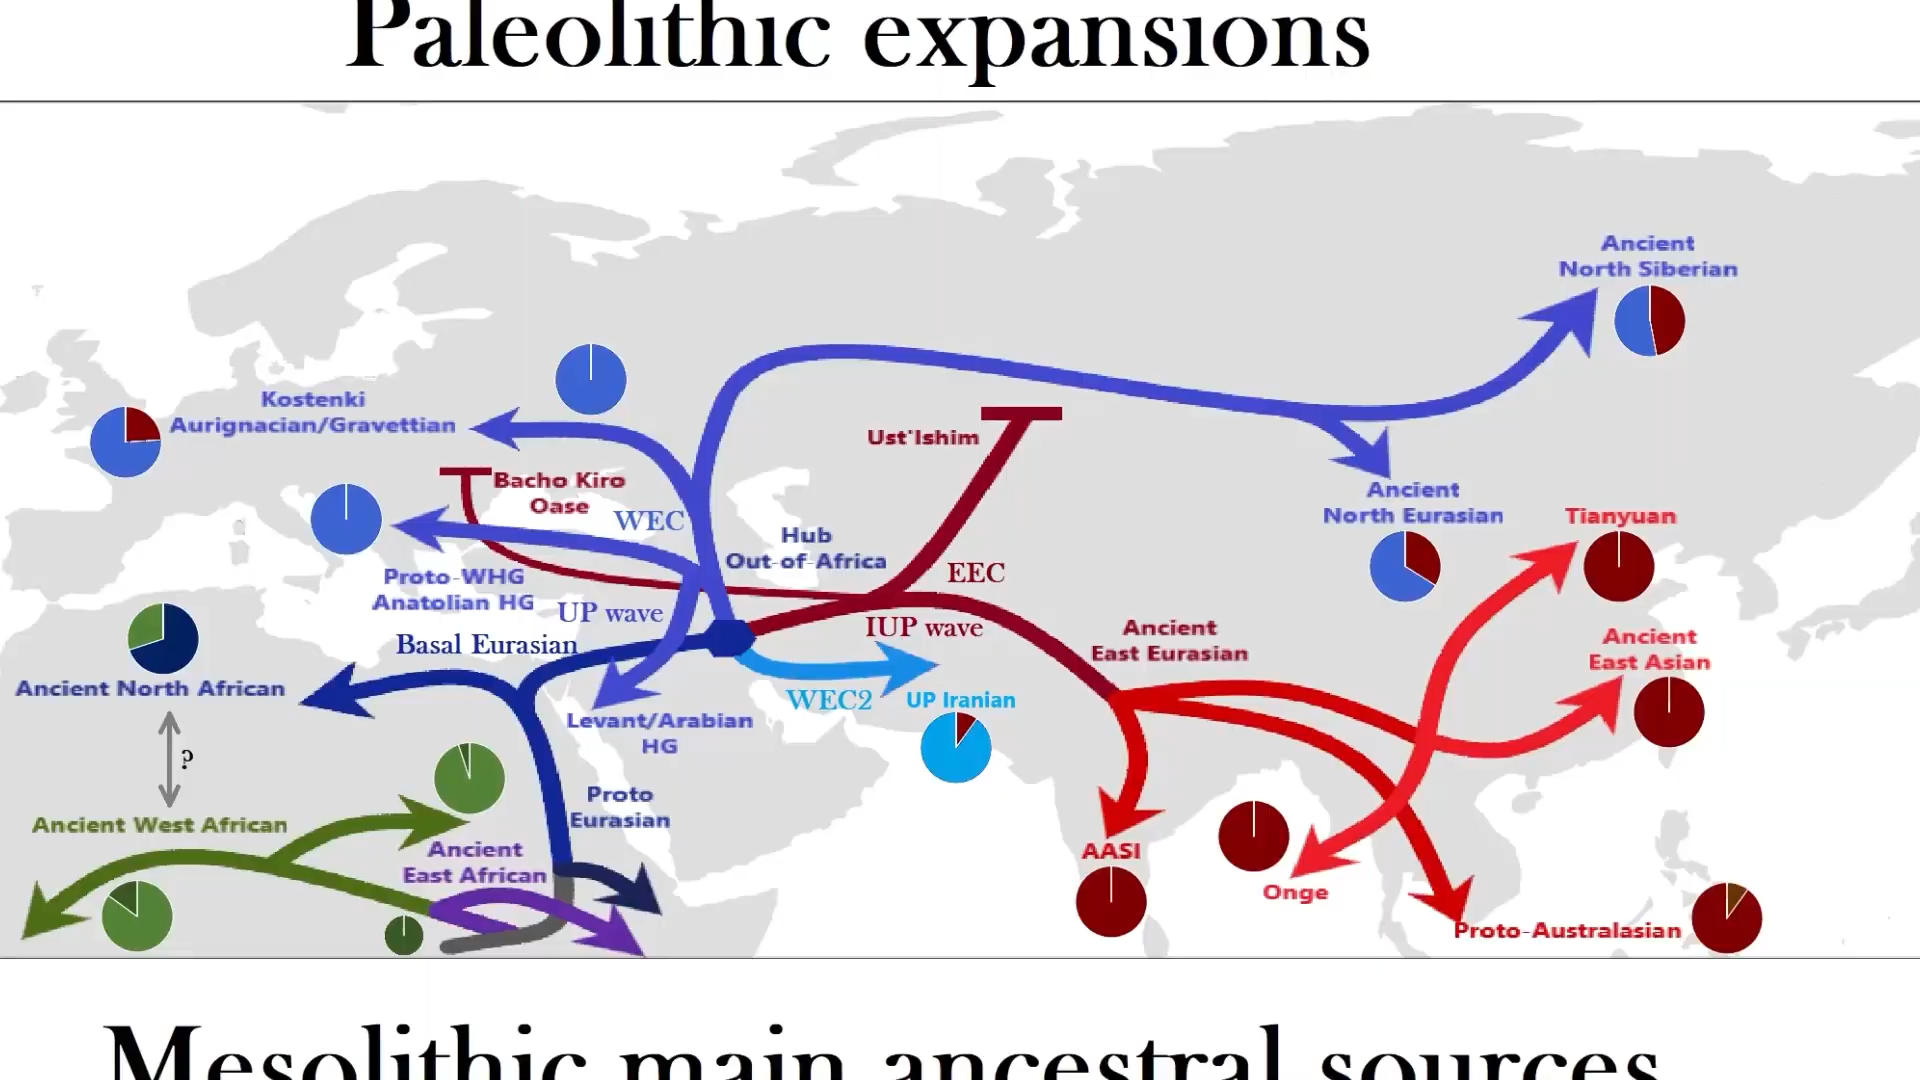 Paleolithic expansions
Ancient
North Siberian
Kostenki
Aurignacian/Gravettian
Ust'Ishim
Bacho Kiro
Oase
WEC
Hub
Out-of-Africa
Ancient
North Eurasian
Tianyuan
Proto-WHG
Anatolian HG
UP wave
EEC
IUP wave
Basal Eurasian
Ancient
East Eurasian
Ancient
East Asian
Ancient North African
WEC2
UP Iranian
Levant/Arabian
HG
?
Proto
Eurasian
Ancient West African
Ancient
East African
AASI
Onge
Proto-Australasian
Mesolithic main ancestral sources